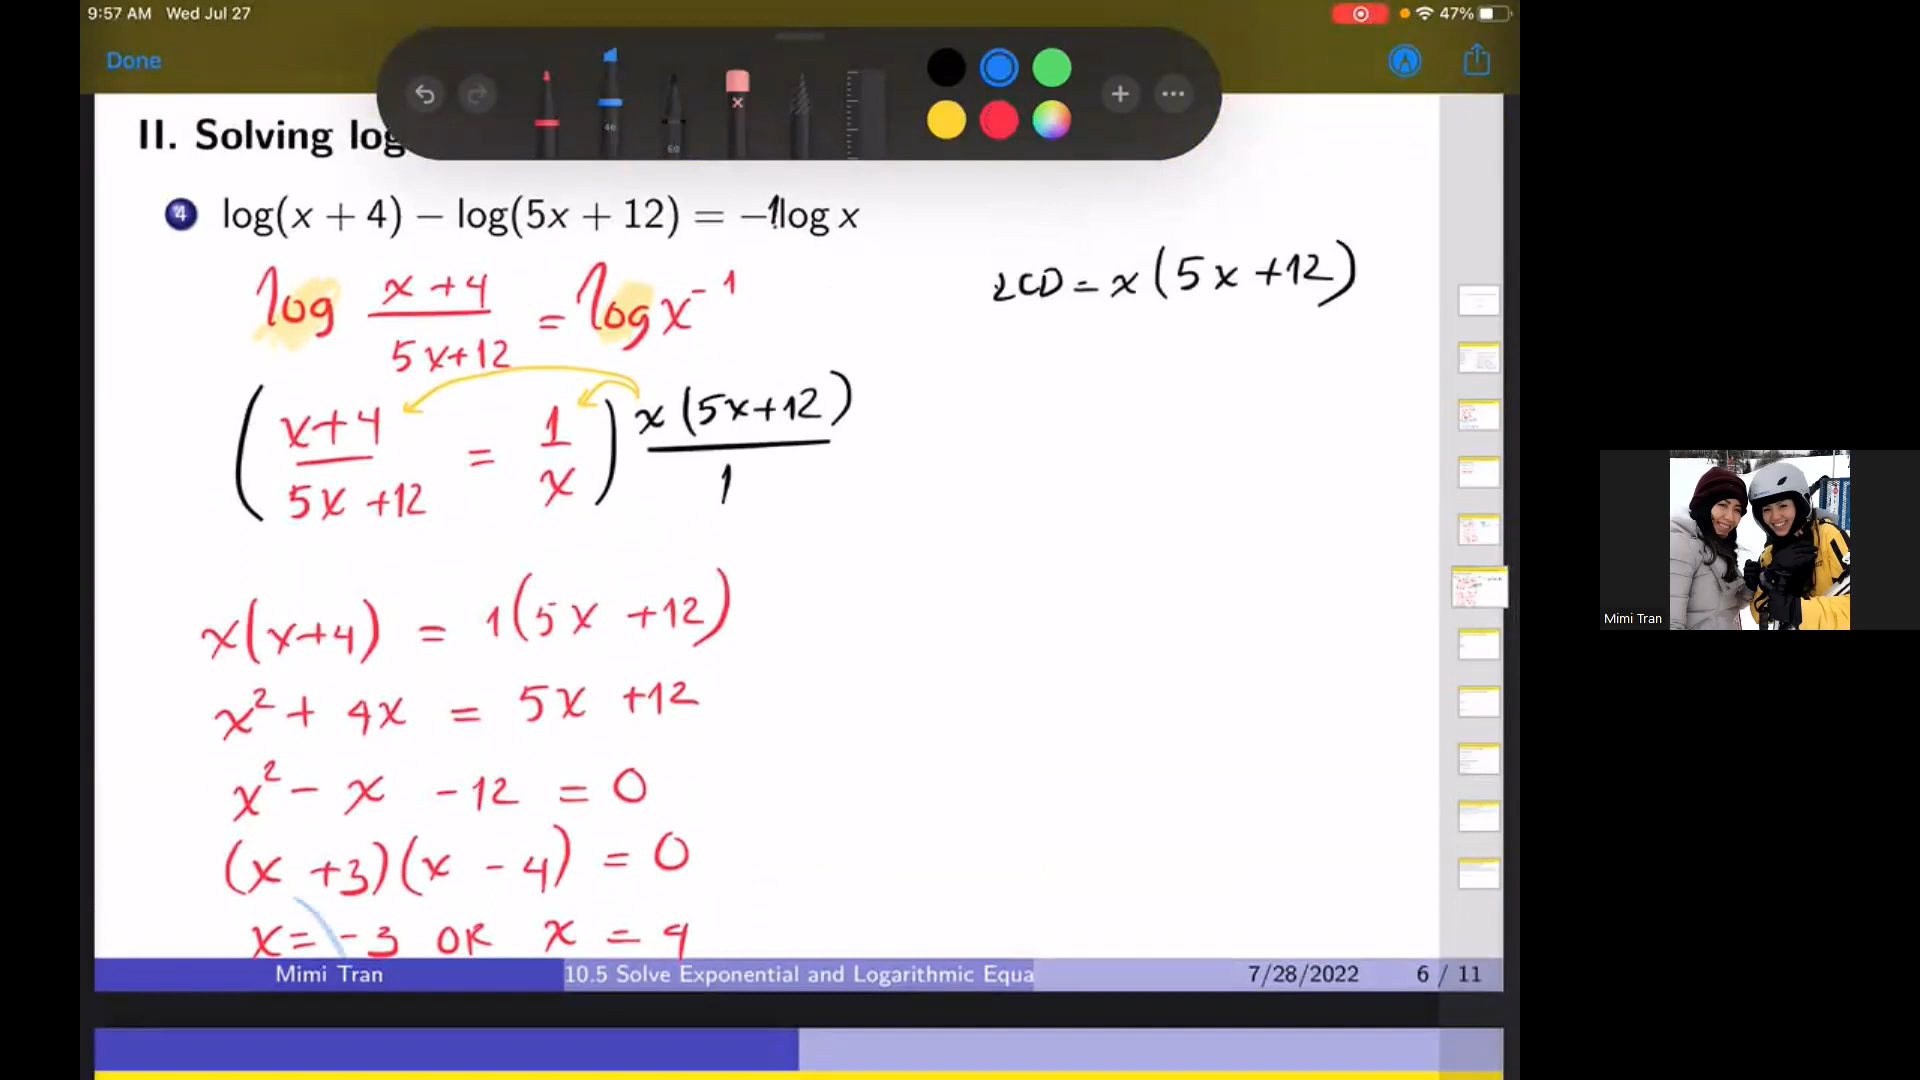 9:57 AM Wed Jul 27
47%
Done
II. Solving log
4 log(x + 4) − log(5x + 12) = −1log x
log (x+4)/(5x+12) = log x⁻¹
LCD = x(5x+12)
((x+4)/(5x+12) = 1/x) x(5x+12)/1
x(x+4) = 1(5x+12)
x² + 4x = 5x +12
x² − x −12 = 0
(x +3)(x −4) = 0
x = −3 OR x = 4
Mimi Tran 10.5 Solve Exponential and Logarithmic Equa 7/28/2022 6 / 11
Mimi Tran